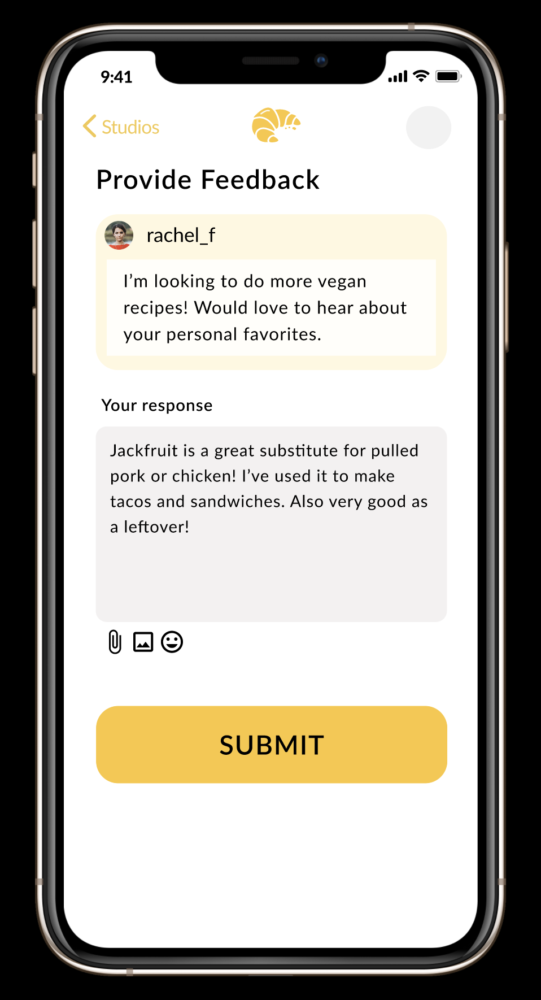 9:41
Studios
Provide Feedback
rachel_f
I’m looking to do more vegan
recipes! Would love to hear about
your personal favorites.
Your response
Jackfruit is a great substitute for pulled
pork or chicken! I’ve used it to make
tacos and sandwiches. Also very good as
a leftover!
SUBMIT